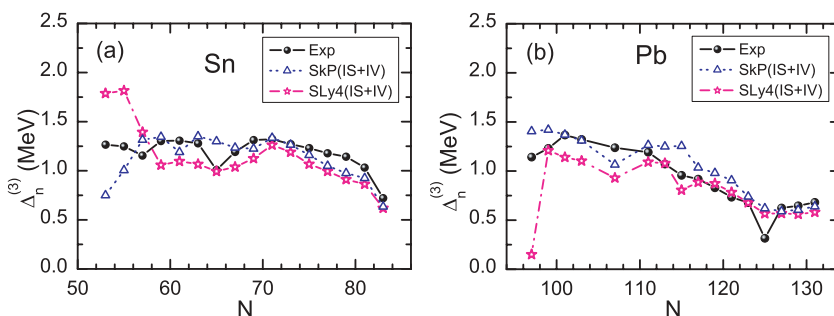 (a)
Sn
Exp
SkP(IS+IV)
SLy4(IS+IV)
Δn(3) (MeV)
2.5
2.0
1.5
1.0
0.5
0.0
50 60 70 80
N
(b)
Pb
Exp
SkP(IS+IV)
SLy4(IS+IV)
Δn(3) (MeV)
2.5
2.0
1.5
1.0
0.5
0.0
100 110 120 130
N